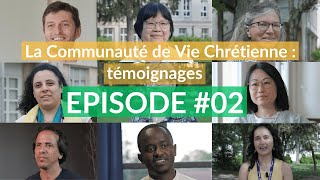 La Communauté de Vie Chrétienne :
témoignages
EPISODE #02